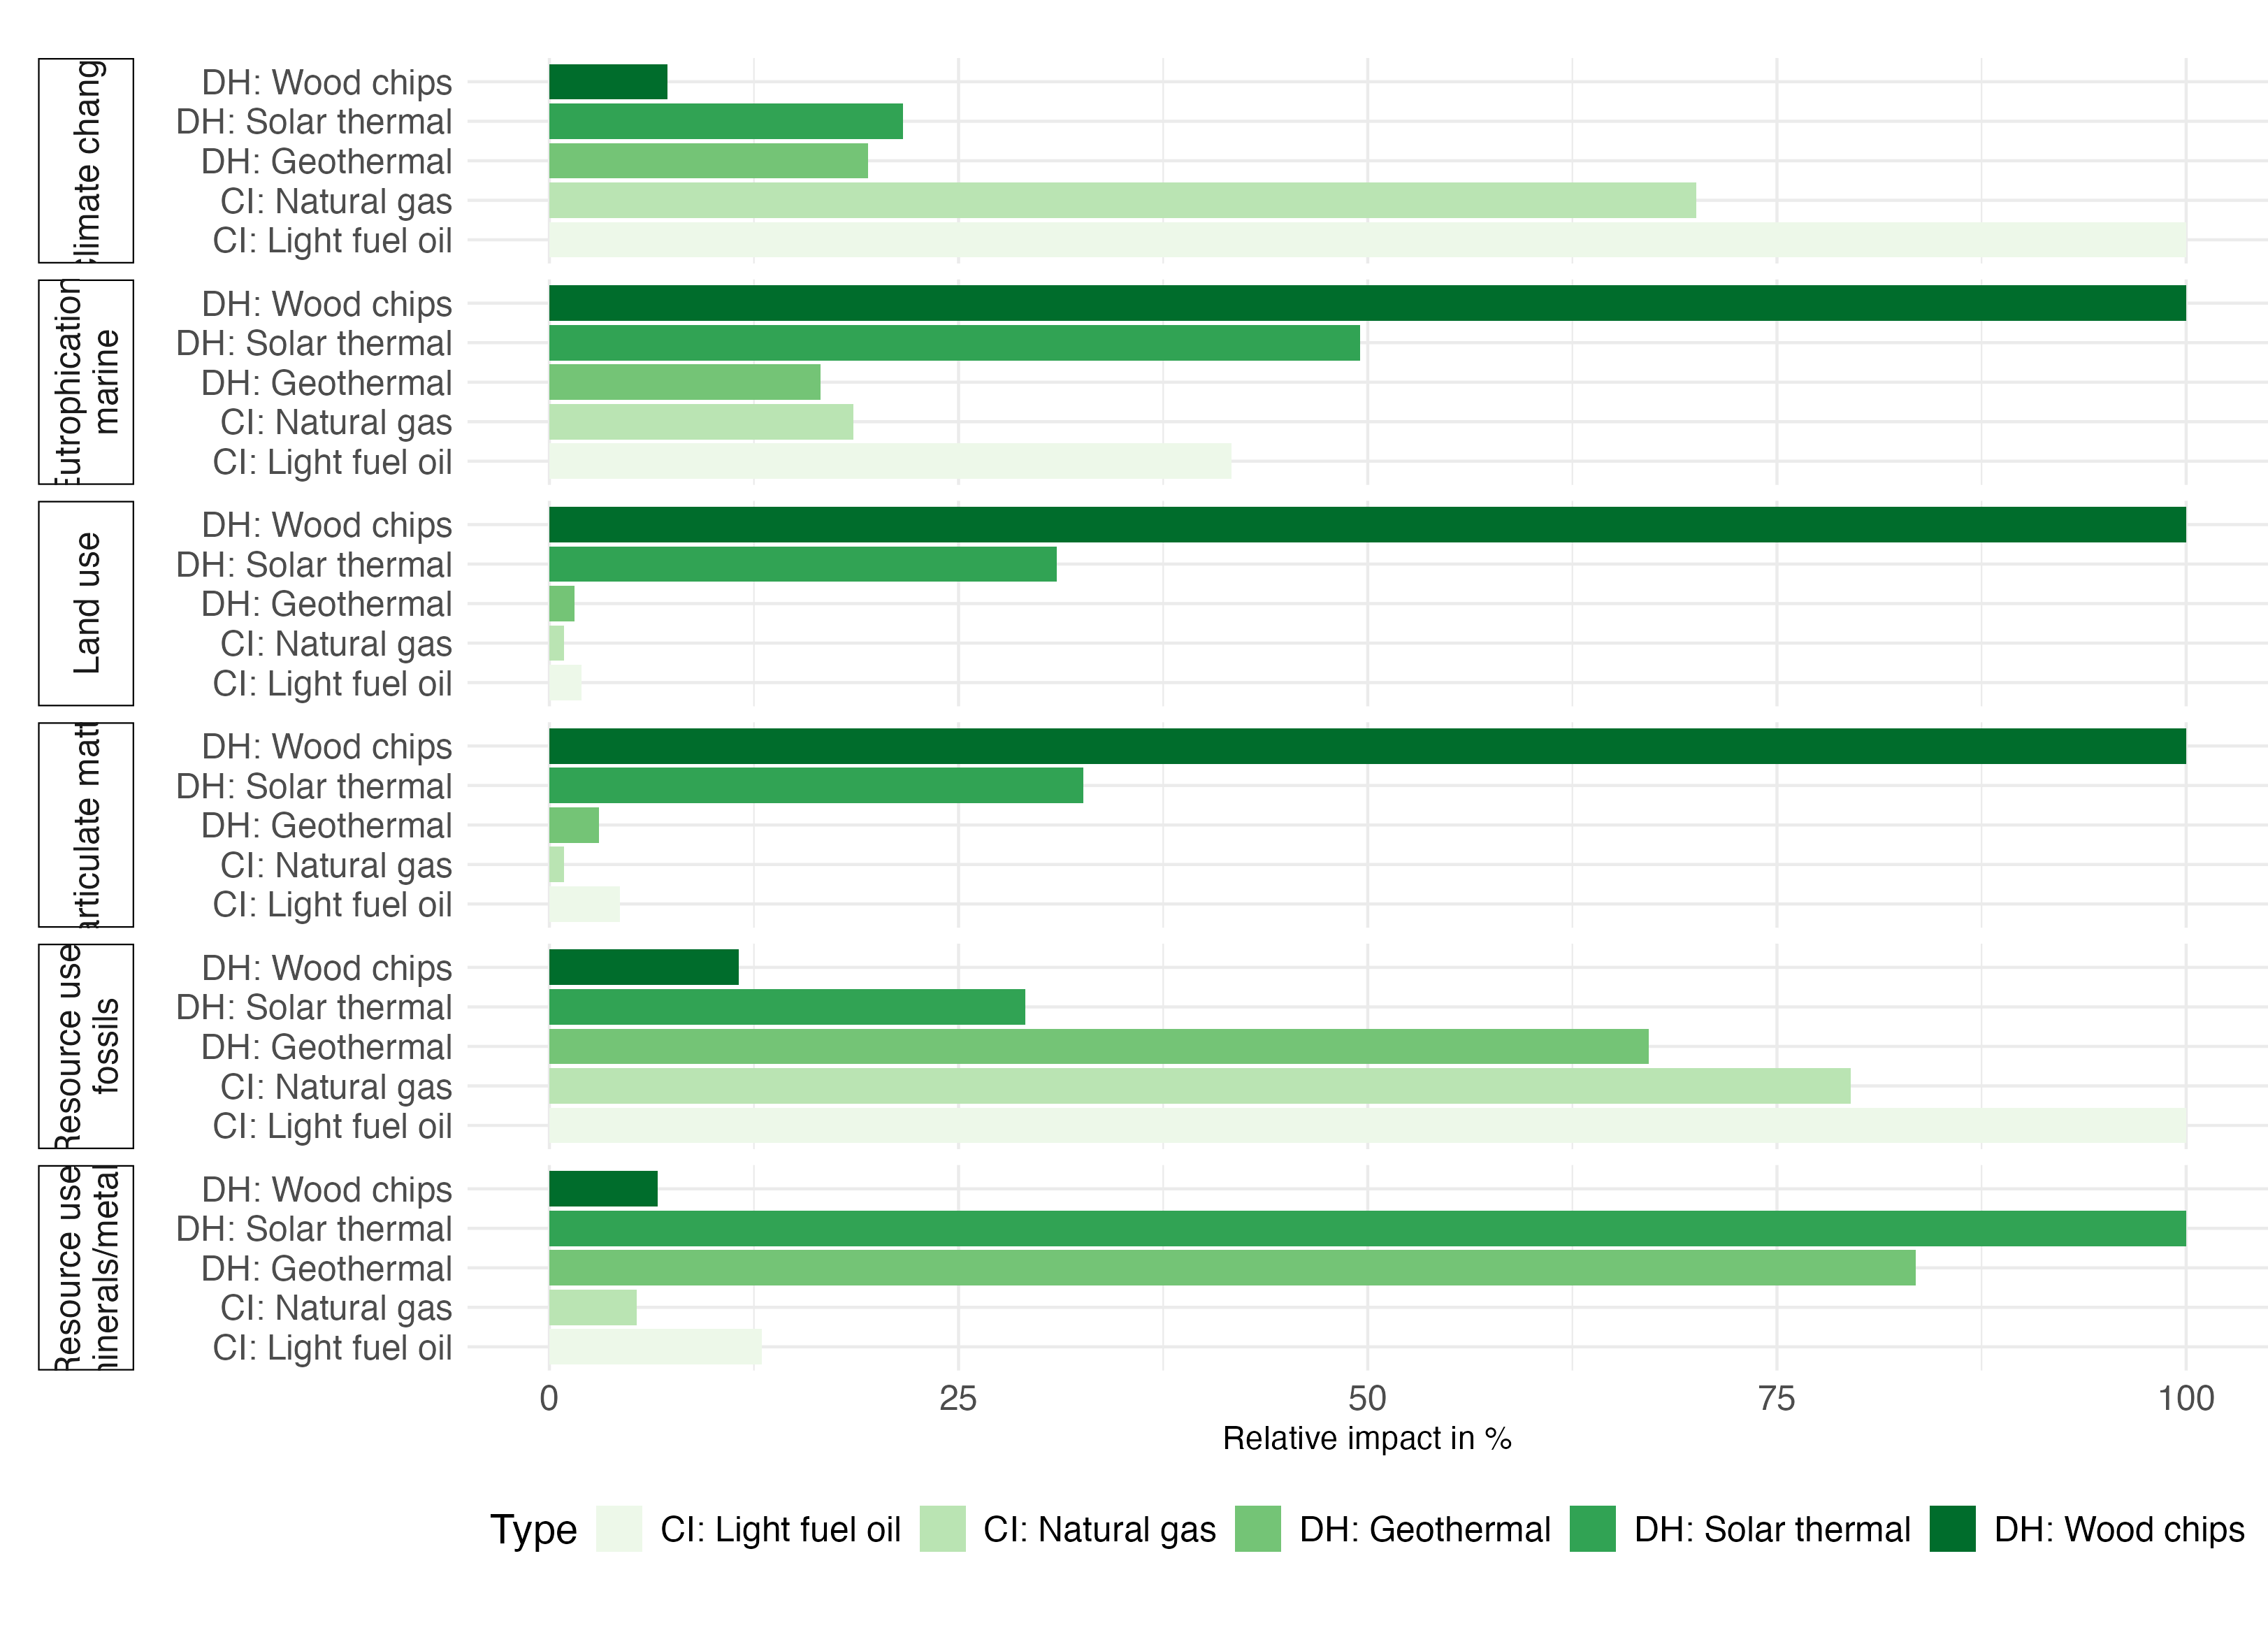 climate chang
DH: Wood chips
DH: Solar thermal
DH: Geothermal
CI: Natural gas
CI: Light fuel oil
Eutrophication
marine
DH: Wood chips
DH: Solar thermal
DH: Geothermal
CI: Natural gas
CI: Light fuel oil
Land use
DH: Wood chips
DH: Solar thermal
DH: Geothermal
CI: Natural gas
CI: Light fuel oil
articulate matt
DH: Wood chips
DH: Solar thermal
DH: Geothermal
CI: Natural gas
CI: Light fuel oil
Resource use
fossils
DH: Wood chips
DH: Solar thermal
DH: Geothermal
CI: Natural gas
CI: Light fuel oil
Resource use
minerals/metal
DH: Wood chips
DH: Solar thermal
DH: Geothermal
CI: Natural gas
CI: Light fuel oil
0 25 50 75 100
Relative impact in %
Type CI: Light fuel oil CI: Natural gas DH: Geothermal DH: Solar thermal DH: Wood chips